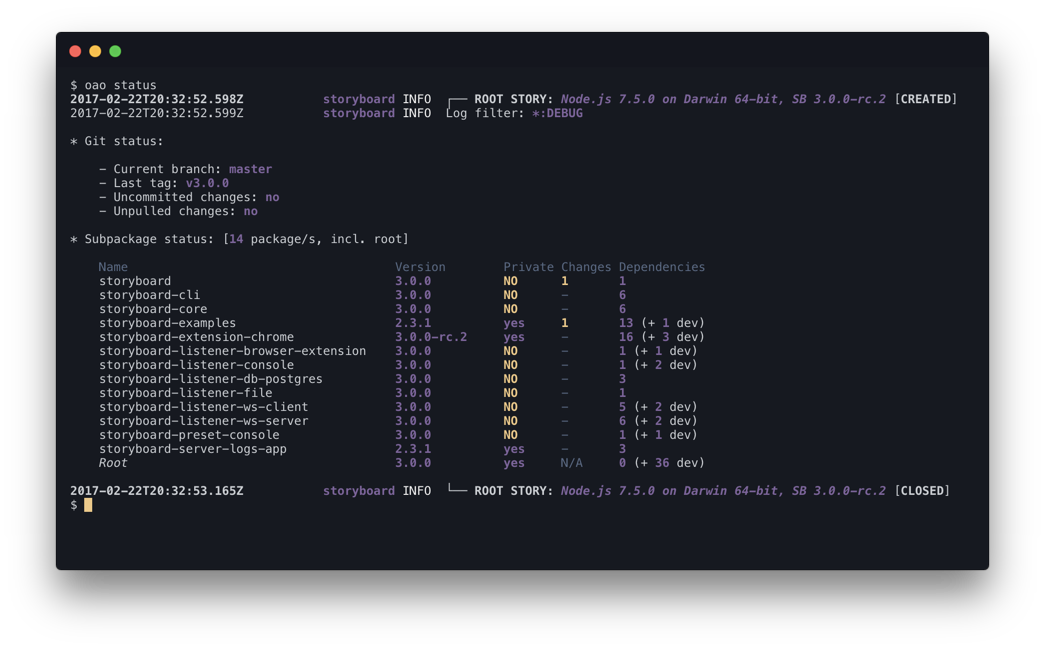 $ oao status
2017-02-22T20:32:52.598Z           storyboard INFO  ┌── ROOT STORY: Node.js 7.5.0 on Darwin 64-bit, SB 3.0.0-rc.2 [CREATED]
2017-02-22T20:32:52.599Z           storyboard INFO  Log filter: *:DEBUG
* Git status:
- Current branch: master
- Last tag: v3.0.0
- Uncommitted changes: no
- Unpulled changes: no
* Subpackage status: [14 package/s, incl. root]
Name                                     Version        Private Changes Dependencies
storyboard                               3.0.0          NO      1       1
storyboard-cli                           3.0.0          NO      -       6
storyboard-core                          3.0.0          NO      -       6
storyboard-examples                      2.3.1          yes     1       13 (+ 1 dev)
storyboard-extension-chrome              3.0.0-rc.2     yes     -       16 (+ 3 dev)
storyboard-listener-browser-extension    3.0.0          NO      -       1 (+ 1 dev)
storyboard-listener-console              3.0.0          NO      -       1 (+ 2 dev)
storyboard-listener-db-postgres          3.0.0          NO      -       3
storyboard-listener-file                 3.0.0          NO      -       1
storyboard-listener-ws-client            3.0.0          NO      -       5 (+ 2 dev)
storyboard-listener-ws-server            3.0.0          NO      -       6 (+ 2 dev)
storyboard-preset-console                3.0.0          NO      -       1 (+ 1 dev)
storyboard-server-logs-app               2.3.1          yes     -       3
Root                                     3.0.0          yes     N/A     0 (+ 36 dev)
2017-02-22T20:32:53.165Z           storyboard INFO  └── ROOT STORY: Node.js 7.5.0 on Darwin 64-bit, SB 3.0.0-rc.2 [CLOSED]
$